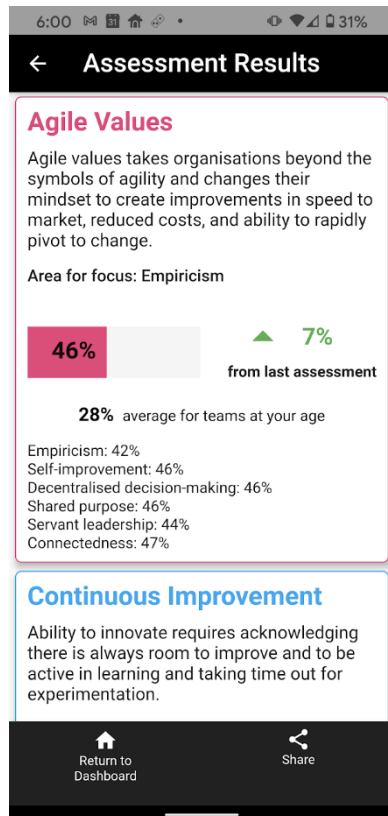 6:00
31%
Assessment Results
Agile Values
Agile values takes organisations beyond the
symbols of agility and changes their
mindset to create improvements in speed to
market, reduced costs, and ability to rapidly
pivot to change.
Area for focus: Empiricism
46%
7%
from last assessment
28% average for teams at your age
Empiricism: 42%
Self-improvement: 46%
Decentralised decision-making: 46%
Shared purpose: 46%
Servant leadership: 44%
Connectedness: 47%
Continuous Improvement
Ability to innovate requires acknowledging
there is always room to improve and to be
active in learning and taking time out for
experimentation.
Return to
Dashboard
Share